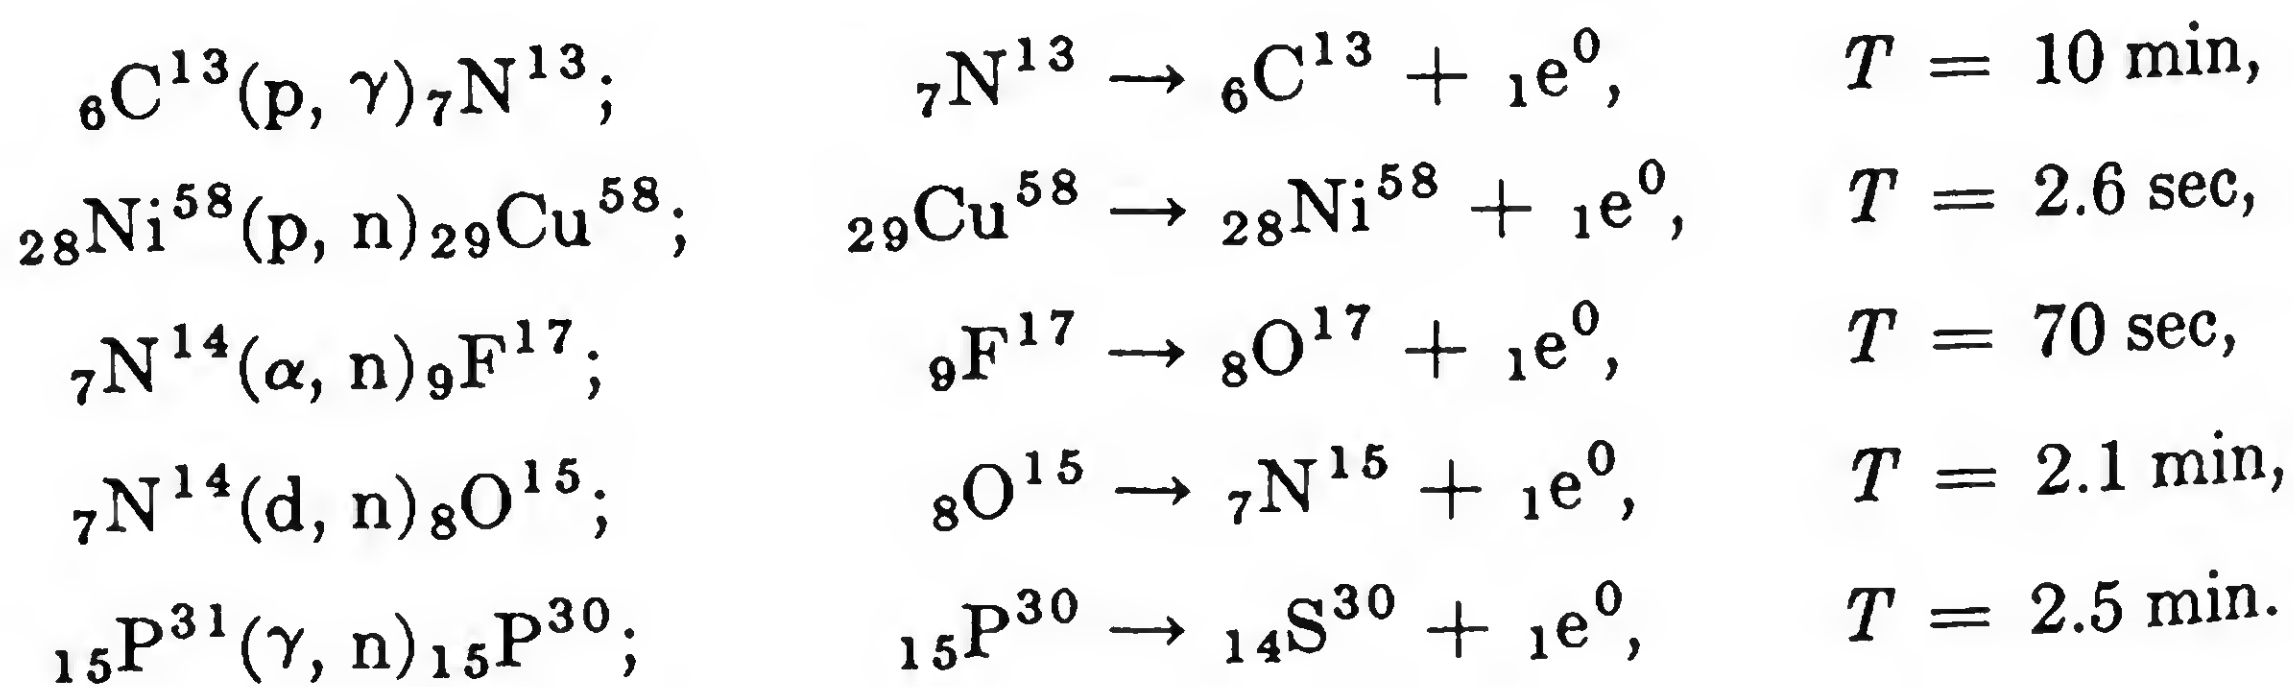 ₆C¹³(p, γ)₇N¹³; ₇N¹³ → ₆C¹³ + ₁e⁰, T = 10 min,
₂₈Ni⁵⁸(p, n)₂₉Cu⁵⁸; ₂₉Cu⁵⁸ → ₂₈Ni⁵⁸ + ₁e⁰, T = 2.6 sec,
₇N¹⁴(α, n)₉F¹⁷; ₉F¹⁷ → ₈O¹⁷ + ₁e⁰, T = 70 sec,
₇N¹⁴(d, n)₈O¹⁵; ₈O¹⁵ → ₇N¹⁵ + ₁e⁰, T = 2.1 min,
₁₅P³¹(γ, n)₁₅P³⁰; ₁₅P³⁰ → ₁₄S³⁰ + ₁e⁰, T = 2.5 min.